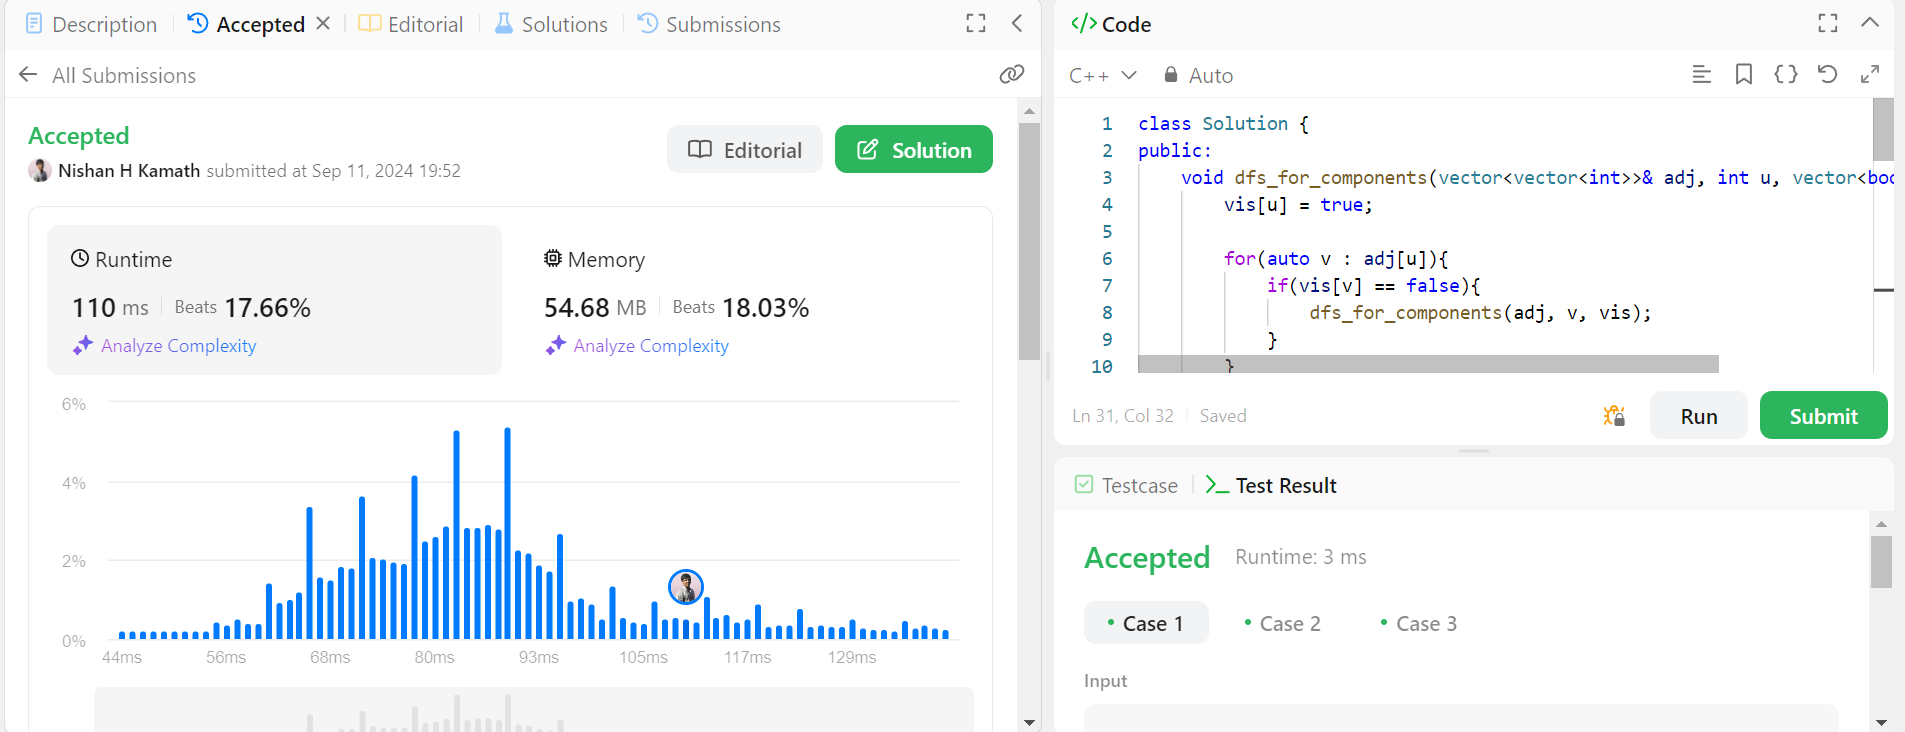 Description Accepted Editorial Solutions Submissions
All Submissions
Accepted
Nishan H Kamath submitted at Sep 11, 2024 19:52
Editorial
Solution
Runtime
110 ms Beats 17.66%
Analyze Complexity
Memory
54.68 MB Beats 18.03%
Analyze Complexity
6%
4%
2%
0%
44ms 56ms 68ms 80ms 93ms 105ms 117ms 129ms
</> Code
C++ Auto
1 class Solution {
2 public:
3 void dfs_for_components(vector<vector<int>>& adj, int u, vector<boo
4 vis[u] = true;
5
6 for(auto v : adj[u]){
7 if(vis[v] == false){
8 dfs_for_components(adj, v, vis);
9 }
10 }
Ln 31, Col 32 Saved
Run
Submit
Testcase Test Result
Accepted Runtime: 3 ms
Case 1 Case 2 Case 3
Input